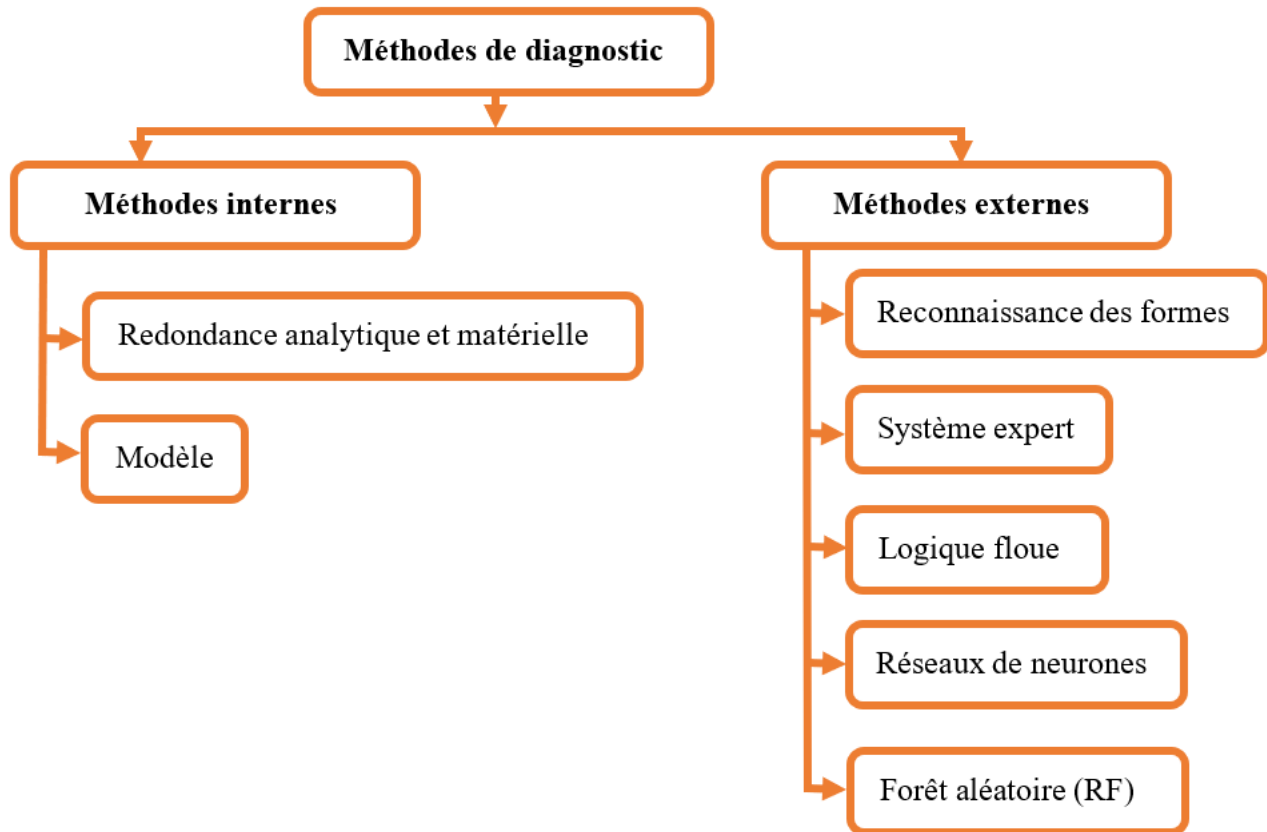 Méthodes de diagnostic
Méthodes internes
Méthodes externes
Redondance analytique et matérielle
Modèle
Reconnaissance des formes
Système expert
Logique floue
Réseaux de neurones
Forêt aléatoire (RF)